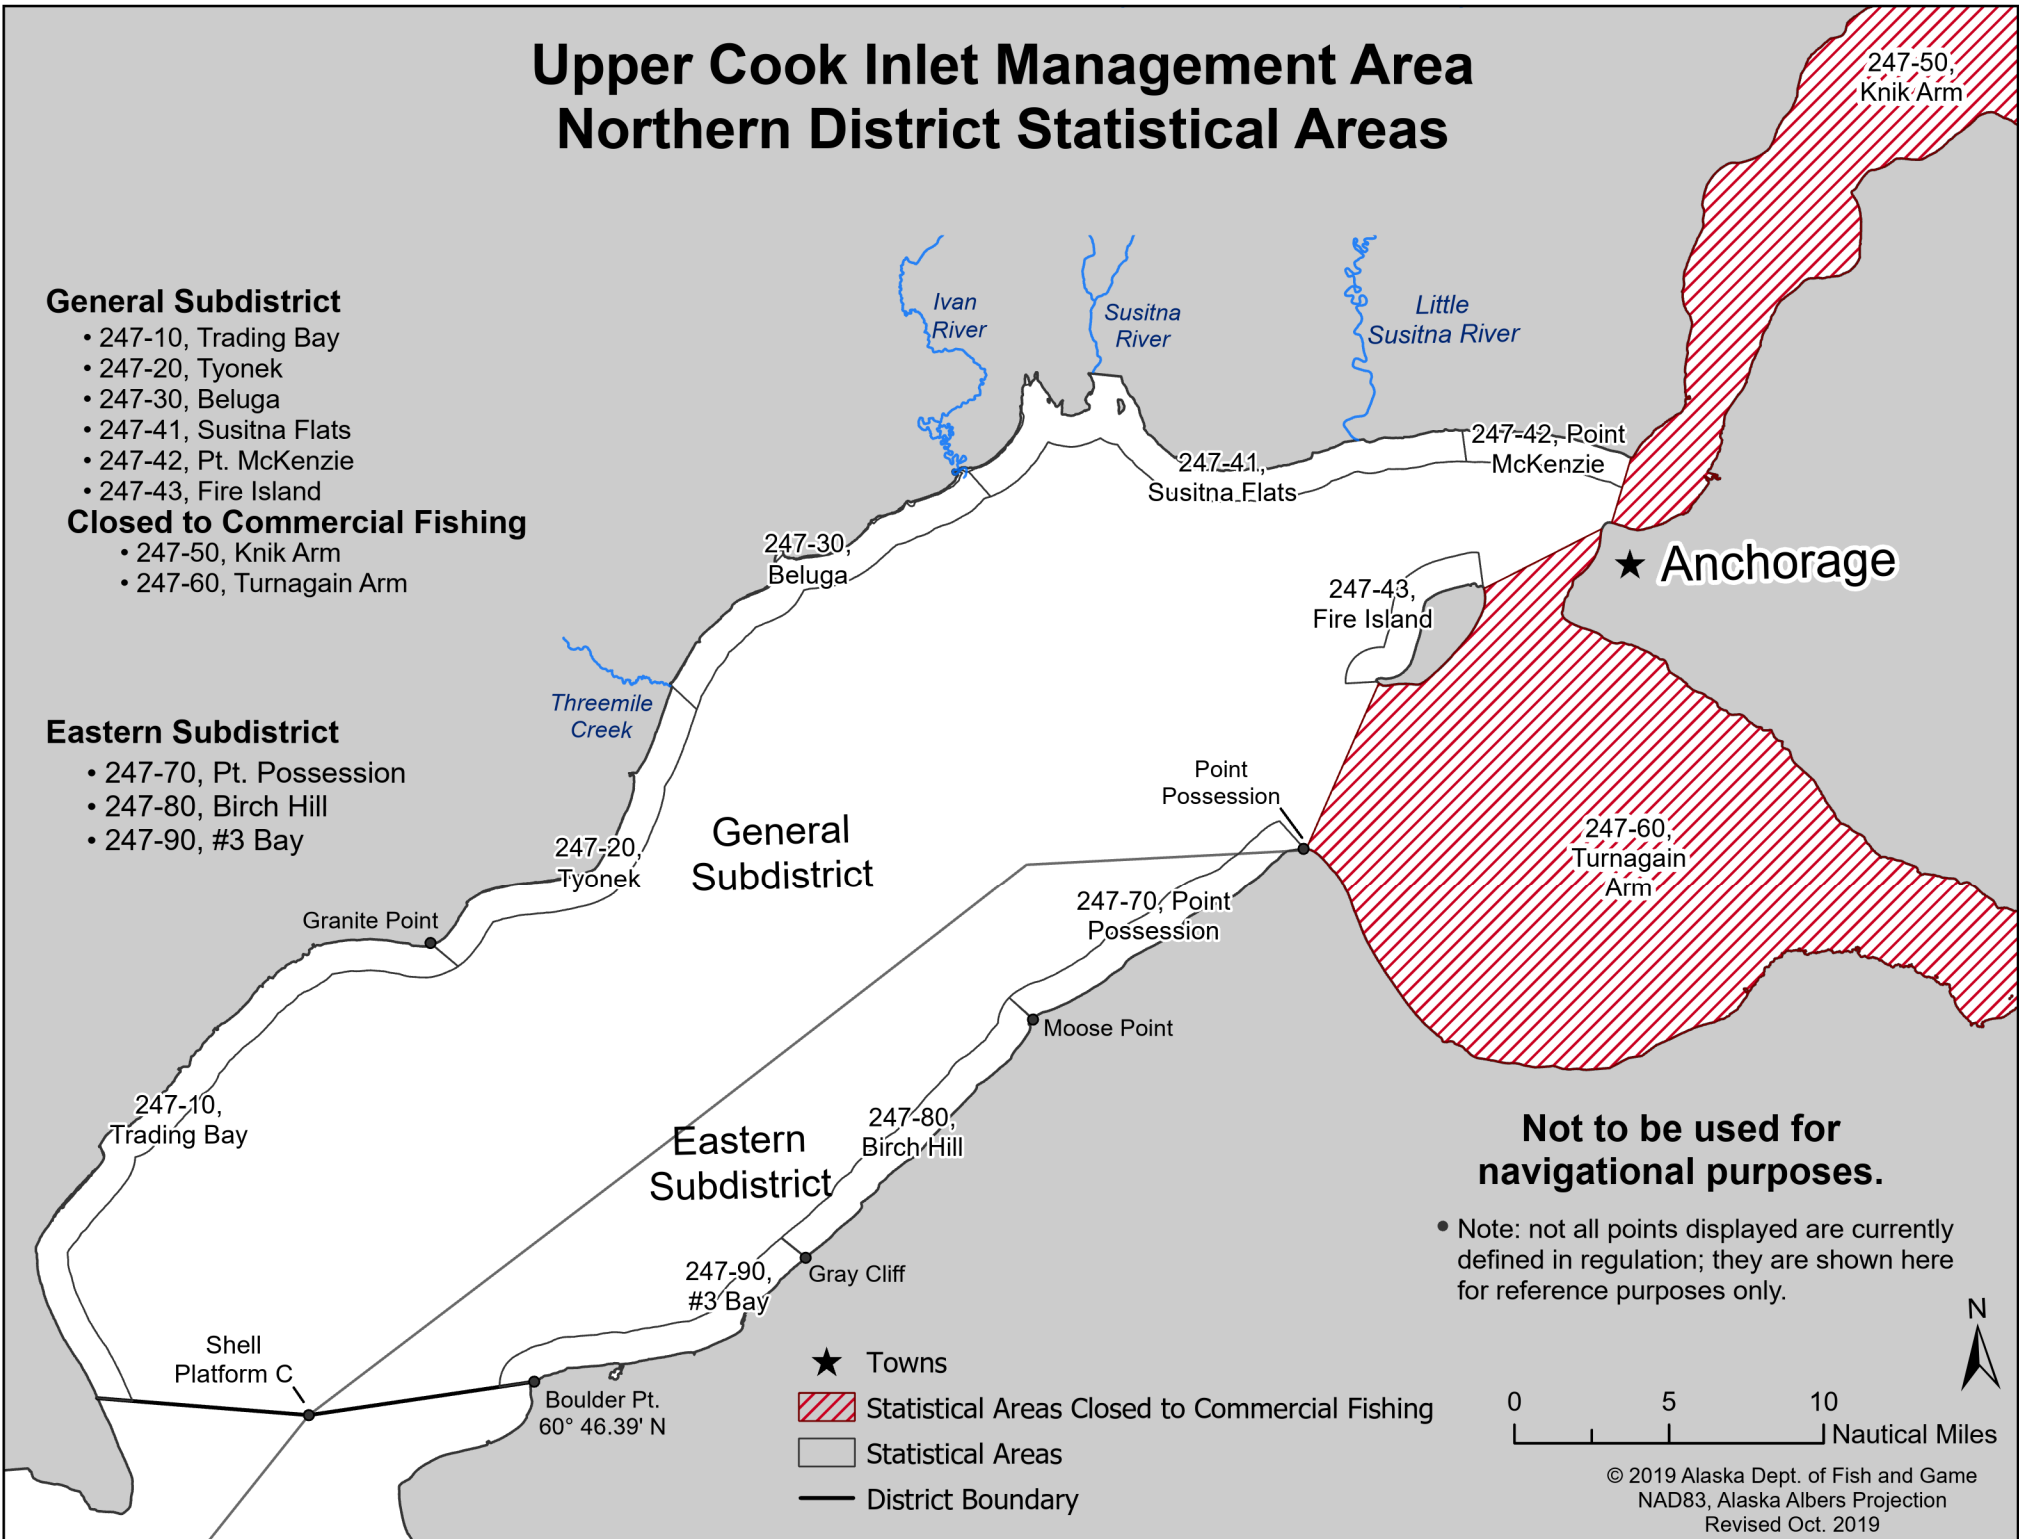 Upper Cook Inlet Management Area
Northern District Statistical Areas
247-50,
Knik Arm
Ivan
River
Susitna
River
Little
Susitna River
General Subdistrict
• 247-10, Trading Bay
• 247-20, Tyonek
• 247-30, Beluga
• 247-41, Susitna Flats
• 247-42, Pt. McKenzie
• 247-43, Fire Island
Closed to Commercial Fishing
• 247-50, Knik Arm
• 247-60, Turnagain Arm
247-42, Point
McKenzie
247-41,
Susitna Flats
247-30,
Beluga
Anchorage
247-43,
Fire Island
Threemile
Creek
Eastern Subdistrict
• 247-70, Pt. Possession
• 247-80, Birch Hill
• 247-90, #3 Bay
Point
Possession
General
Subdistrict
247-20,
Tyonek
247-60,
Turnagain
Arm
247-70, Point
Possession
Granite Point
Moose Point
247-10,
Trading Bay
247-80,
Birch Hill
Eastern
Subdistrict
Not to be used for
navigational purposes.
• Note: not all points displayed are currently
defined in regulation; they are shown here
for reference purposes only.
247-90,
#3 Bay
Gray Cliff
Shell
Platform C
Boulder Pt.
60° 46.39' N
Towns
Statistical Areas Closed to Commercial Fishing
Statistical Areas
District Boundary
N
0 5 10
Nautical Miles
© 2019 Alaska Dept. of Fish and Game
NAD83, Alaska Albers Projection
Revised Oct. 2019